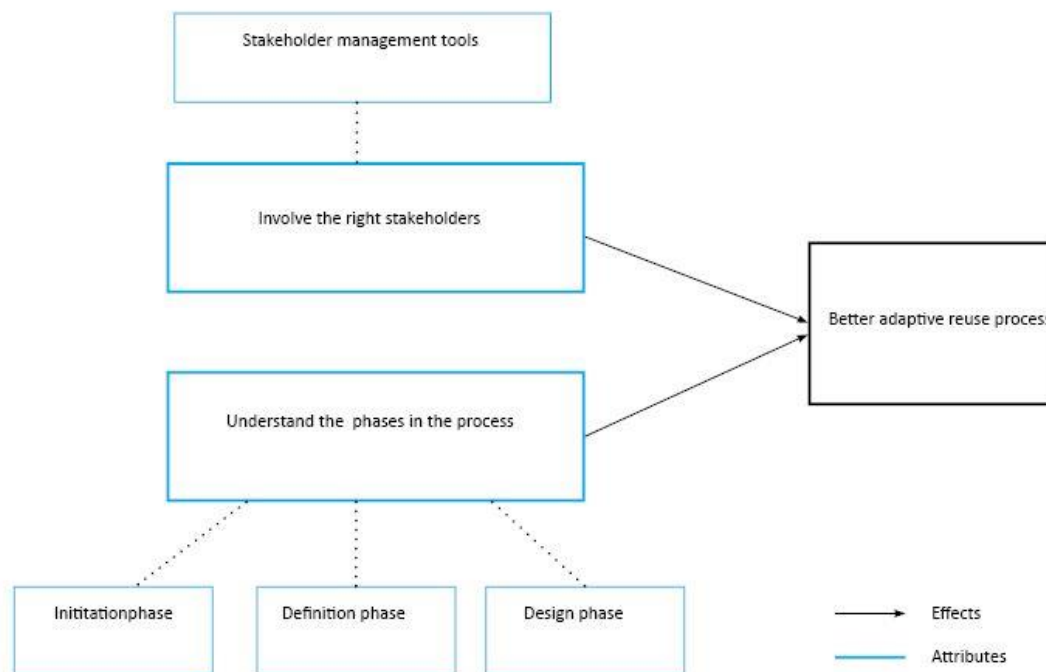 Stakeholder management tools
Involve the right stakeholders
Better adaptive reuse process
Understand the phases in the process
Inititationphase
Definition phase
Design phase
Effects
Attributes